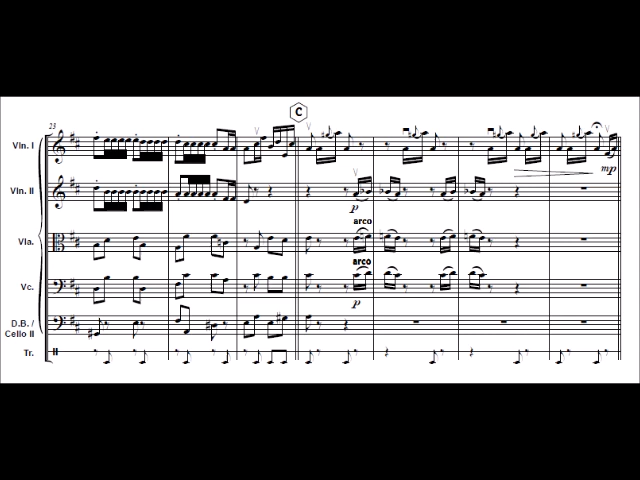 C
23
Vln. I
mp
Vln. II
p
arco
Vla.
arco
Vc.
p
D.B. /
Cello II
Tr.